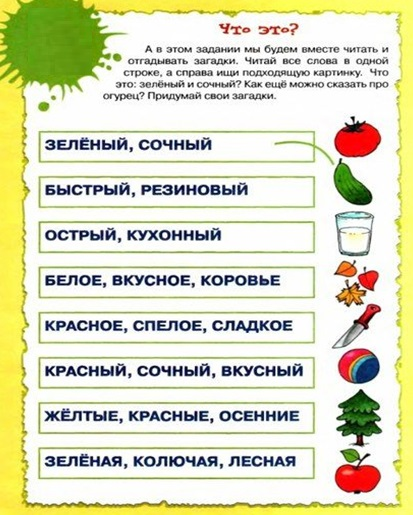 Что это?
А в этом задании мы будем вместе читать и
отгадывать загадки. Читай все слова в одной
строке, а справа ищи подходящую картинку. Что
это: зелёный и сочный? Как ещё можно сказать про
огурец? Придумай свои загадки.
ЗЕЛЁНЫЙ, СОЧНЫЙ
БЫСТРЫЙ, РЕЗИНОВЫЙ
ОСТРЫЙ, КУХОННЫЙ
БЕЛОЕ, ВКУСНОЕ, КОРОВЬЕ
КРАСНОЕ, СПЕЛОЕ, СЛАДКОЕ
КРАСНЫЙ, СОЧНЫЙ, ВКУСНЫЙ
ЖЁЛТЫЕ, КРАСНЫЕ, ОСЕННИЕ
ЗЕЛЁНАЯ, КОЛЮЧАЯ, ЛЕСНАЯ